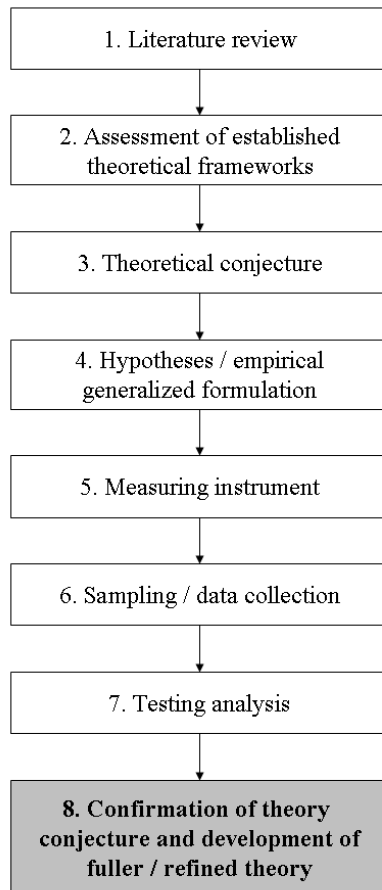 1. Literature review
2. Assessment of established
theoretical frameworks
3. Theoretical conjecture
4. Hypotheses / empirical
generalized formulation
5. Measuring instrument
6. Sampling / data collection
7. Testing analysis
8. Confirmation of theory
conjecture and development of
fuller / refined theory